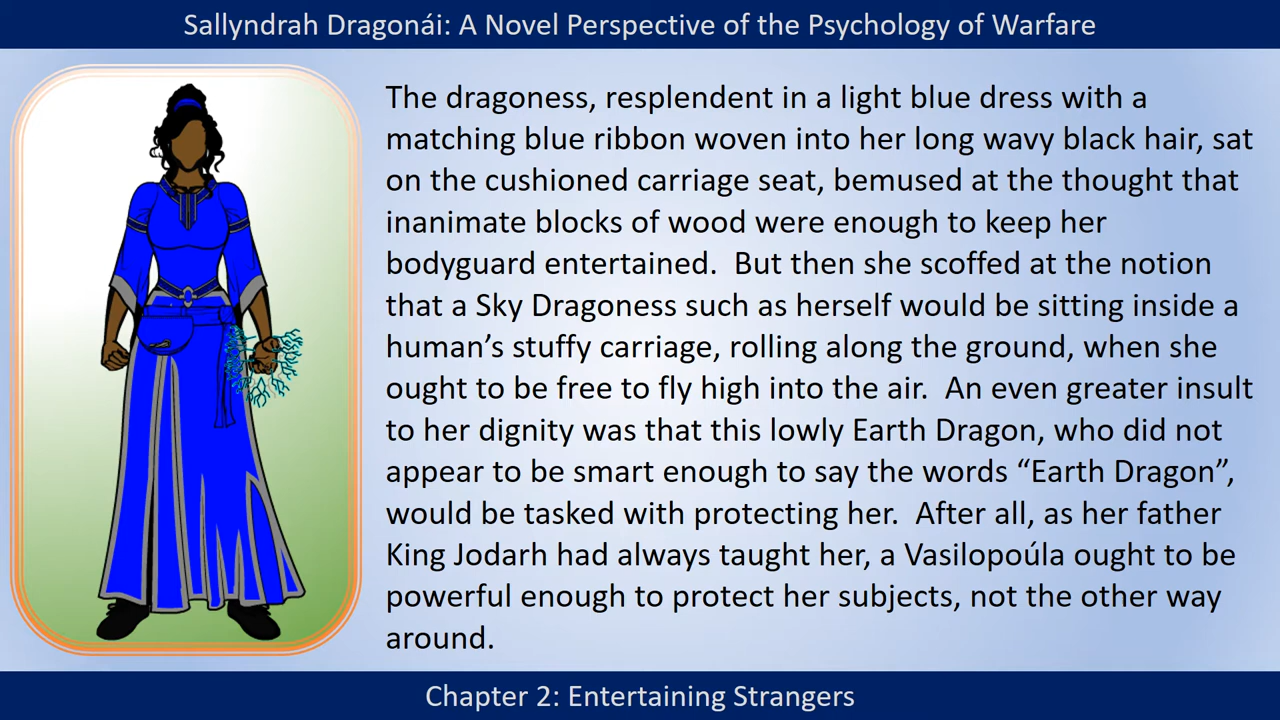 Sallyndrah Dragonái: A Novel Perspective of the Psychology of Warfare
The dragoness, resplendent in a light blue dress with a
matching blue ribbon woven into her long wavy black hair, sat
on the cushioned carriage seat, bemused at the thought that
inanimate blocks of wood were enough to keep her
bodyguard entertained.  But then she scoffed at the notion
that a Sky Dragoness such as herself would be sitting inside a
human’s stuffy carriage, rolling along the ground, when she
ought to be free to fly high into the air.  An even greater insult
to her dignity was that this lowly Earth Dragon, who did not
appear to be smart enough to say the words “Earth Dragon”,
would be tasked with protecting her.  After all, as her father
King Jodarh had always taught her, a Vasilopoúla ought to be
powerful enough to protect her subjects, not the other way
around.
Chapter 2: Entertaining Strangers